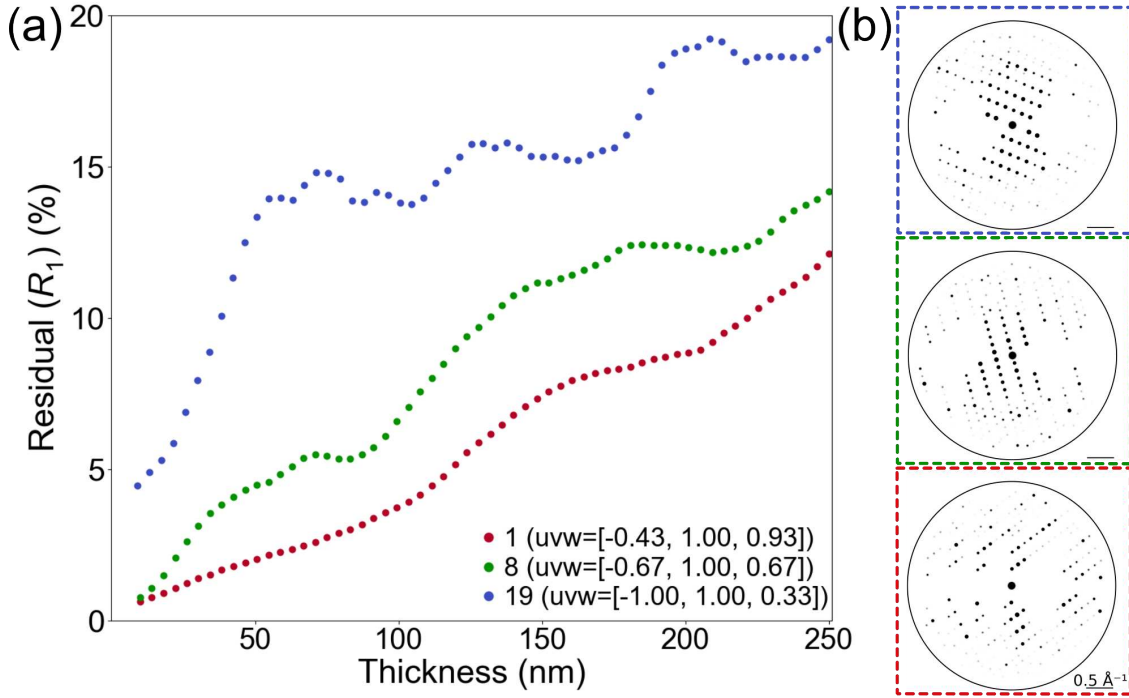 (a)
(b)
Residual (R₁) (%)
20
15
10
5
0
50
100
150
200
250
Thickness (nm)
1 (uvw=[-0.43, 1.00, 0.93])
8 (uvw=[-0.67, 1.00, 0.67])
19 (uvw=[-1.00, 1.00, 0.33])
0.5 Å⁻¹